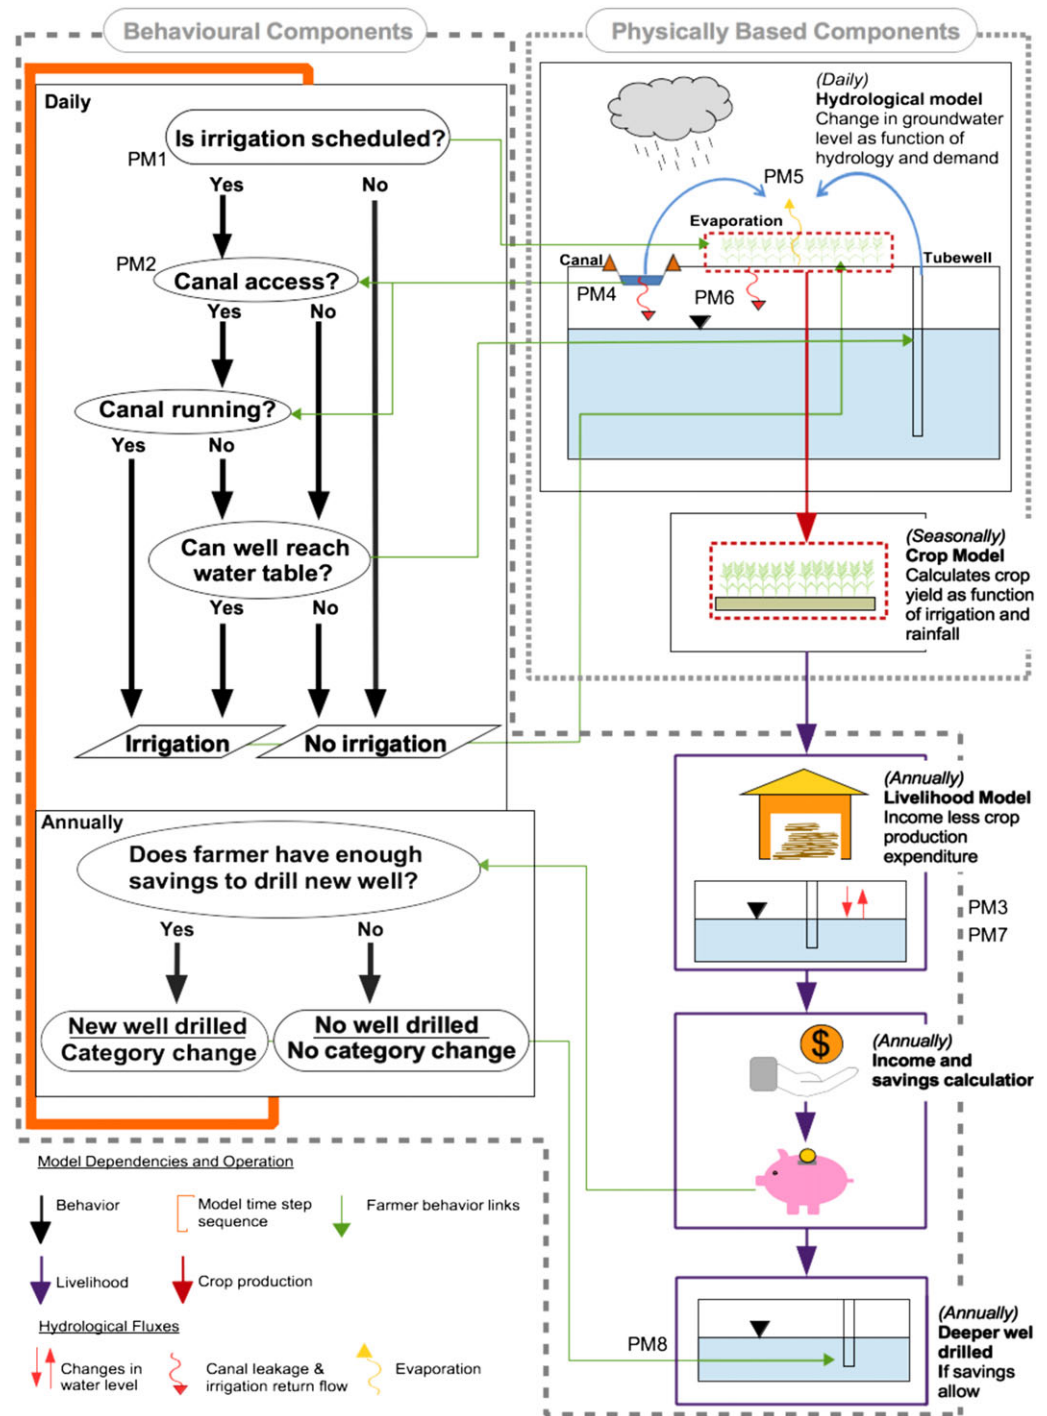 Behavioural Components
Physically Based Components
Daily
Is irrigation scheduled?
PM1
Yes
No
PM2
Canal access?
Yes
No
Canal running?
Yes
No
Can well reach
water table?
Yes
No
Irrigation
No irrigation
Annually
Does farmer have enough
savings to drill new well?
Yes
No
New well drilled
Category change
No well drilled
No category change
(Daily)
Hydrological model
Change in groundwater
level as function of
hydrology and demand
PM5
Evaporation
Canal
Tubewell
PM4
PM6
(Seasonally)
Crop Model
Calculates crop
yield as function
of irrigation and
rainfall
(Annually)
Livelihood Model
Income less crop
production
expenditure
PM3
PM7
$
(Annually)
Income and
savings calculatior
PM8
(Annually)
Deeper wel
drilled
If savings
allow
Model Dependencies and Operation
Behavior
Model time step
sequence
Farmer behavior links
Livelihood
Crop production
Hydrological Fluxes
Changes in
water level
Canal leakage &
irrigation return flow
Evaporation